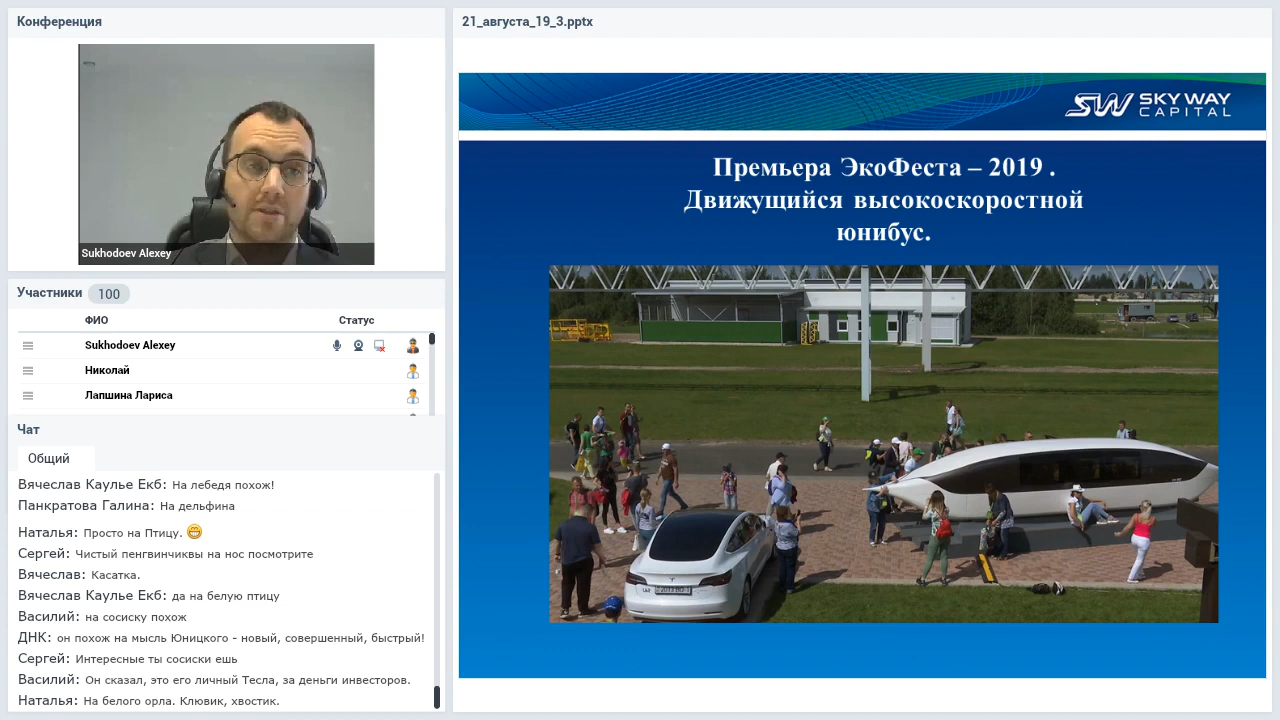 Конференция
Sukhodoev Alexey
Участники 100
ФИО Статус
Sukhodoev Alexey
Николай
Лапшина Лариса
Чат
Общий
Вячеслав Каулье Екб: На лебедя похож!
Панкратова Галина: На дельфина
Наталья: Просто на Птицу.
Сергей: Чистый пенгвинчиквы на нос посмотрите
Вячеслав: Касатка.
Вячеслав Каулье Екб: да на белую птицу
Василий: на сосиску похож
ДНК: он похож на мысль Юницкого - новый, совершенный, быстрый!
Сергей: Интересные ты сосиски ешь
Василий: Он сказал, это его личный Тесла, за деньги инвесторов.
Наталья: На белого орла. Клювик, хвостик.
21_августа_19_3.pptx
SW SKY WAY
CAPITAL
Премьера ЭкоФеста – 2019 .
Движущийся высокоскоростной
юнибус.